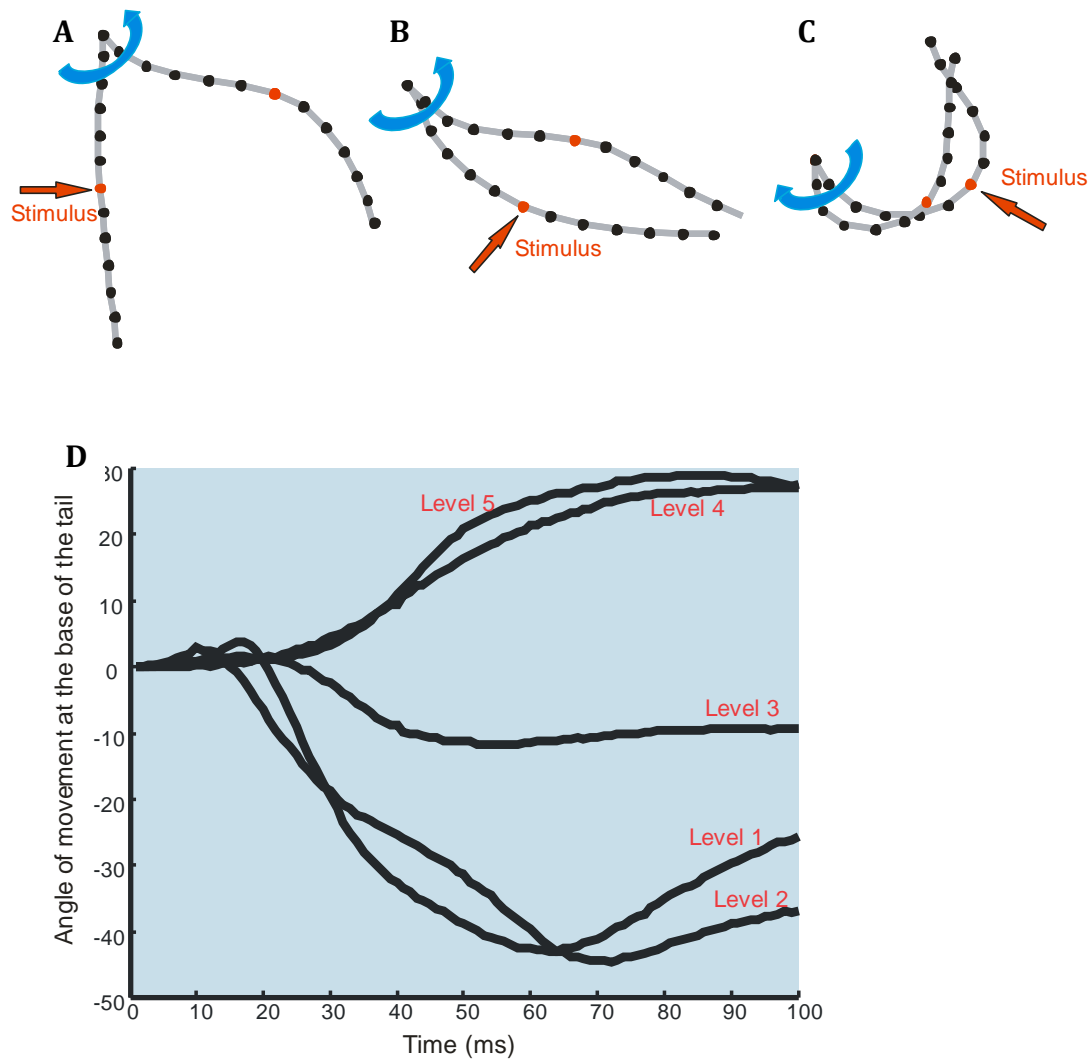 A
B
C
Stimulus
Stimulus
Stimulus
D
30
20
10
0
-10
-20
-30
-40
-50
Angle of movement at the base of the tail
Level 5
Level 4
Level 3
Level 1
Level 2
0 10 20 30 40 50 60 70 80 90 100
Time (ms)